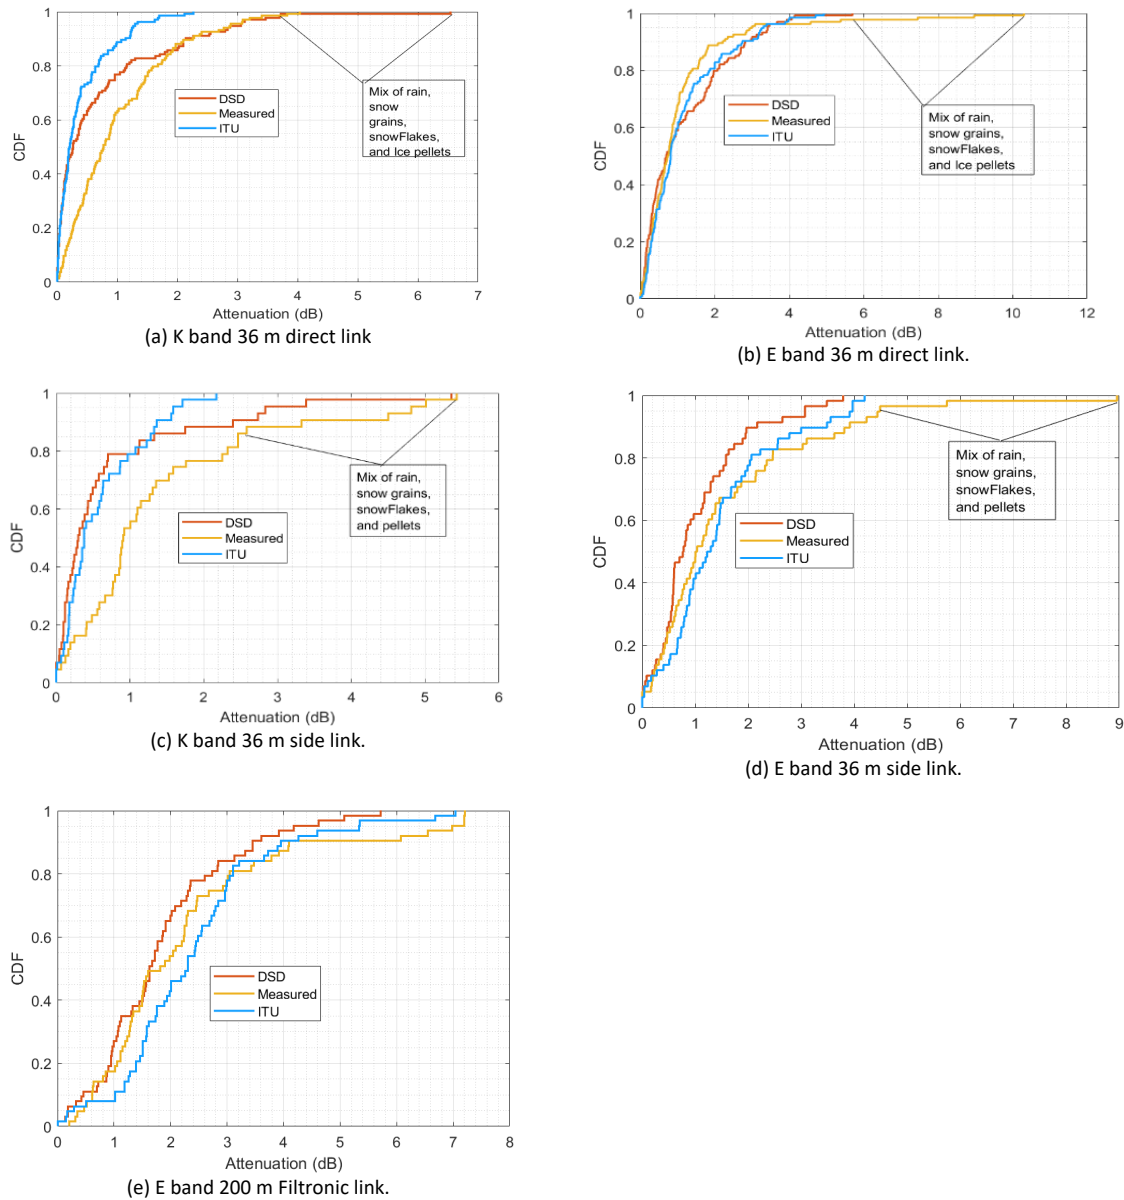 1
0.8
0.6
0.4
0.2
0
CDF
0 1 2 3 4 5 6 7
Attenuation (dB)
DSD
Measured
ITU
Mix of rain,
snow
grains,
snowFlakes,
and Ice pellets
(a) K band 36 m direct link
1
0.8
0.6
0.4
0.2
0
CDF
0 2 4 6 8 10 12
Attenuation (dB)
DSD
Measured
ITU
Mix of rain,
snow grains,
snowFlakes,
and Ice pellets
(b) E band 36 m direct link.
1
0.8
0.6
0.4
0.2
0
CDF
0 1 2 3 4 5 6
Attenuation (dB)
DSD
Measured
ITU
Mix of rain,
snow grains,
snowFlakes,
and pellets
(c) K band 36 m side link.
1
0.8
0.6
0.4
0.2
0
CDF
0 1 2 3 4 5 6 7 8 9
Attenuation (dB)
DSD
Measured
ITU
Mix of rain,
snow grains,
snowFlakes,
and pellets
(d) E band 36 m side link.
1
0.8
0.6
0.4
0.2
0
CDF
0 1 2 3 4 5 6 7 8
Attenuation (dB)
DSD
Measured
ITU
(e) E band 200 m Filtronic link.